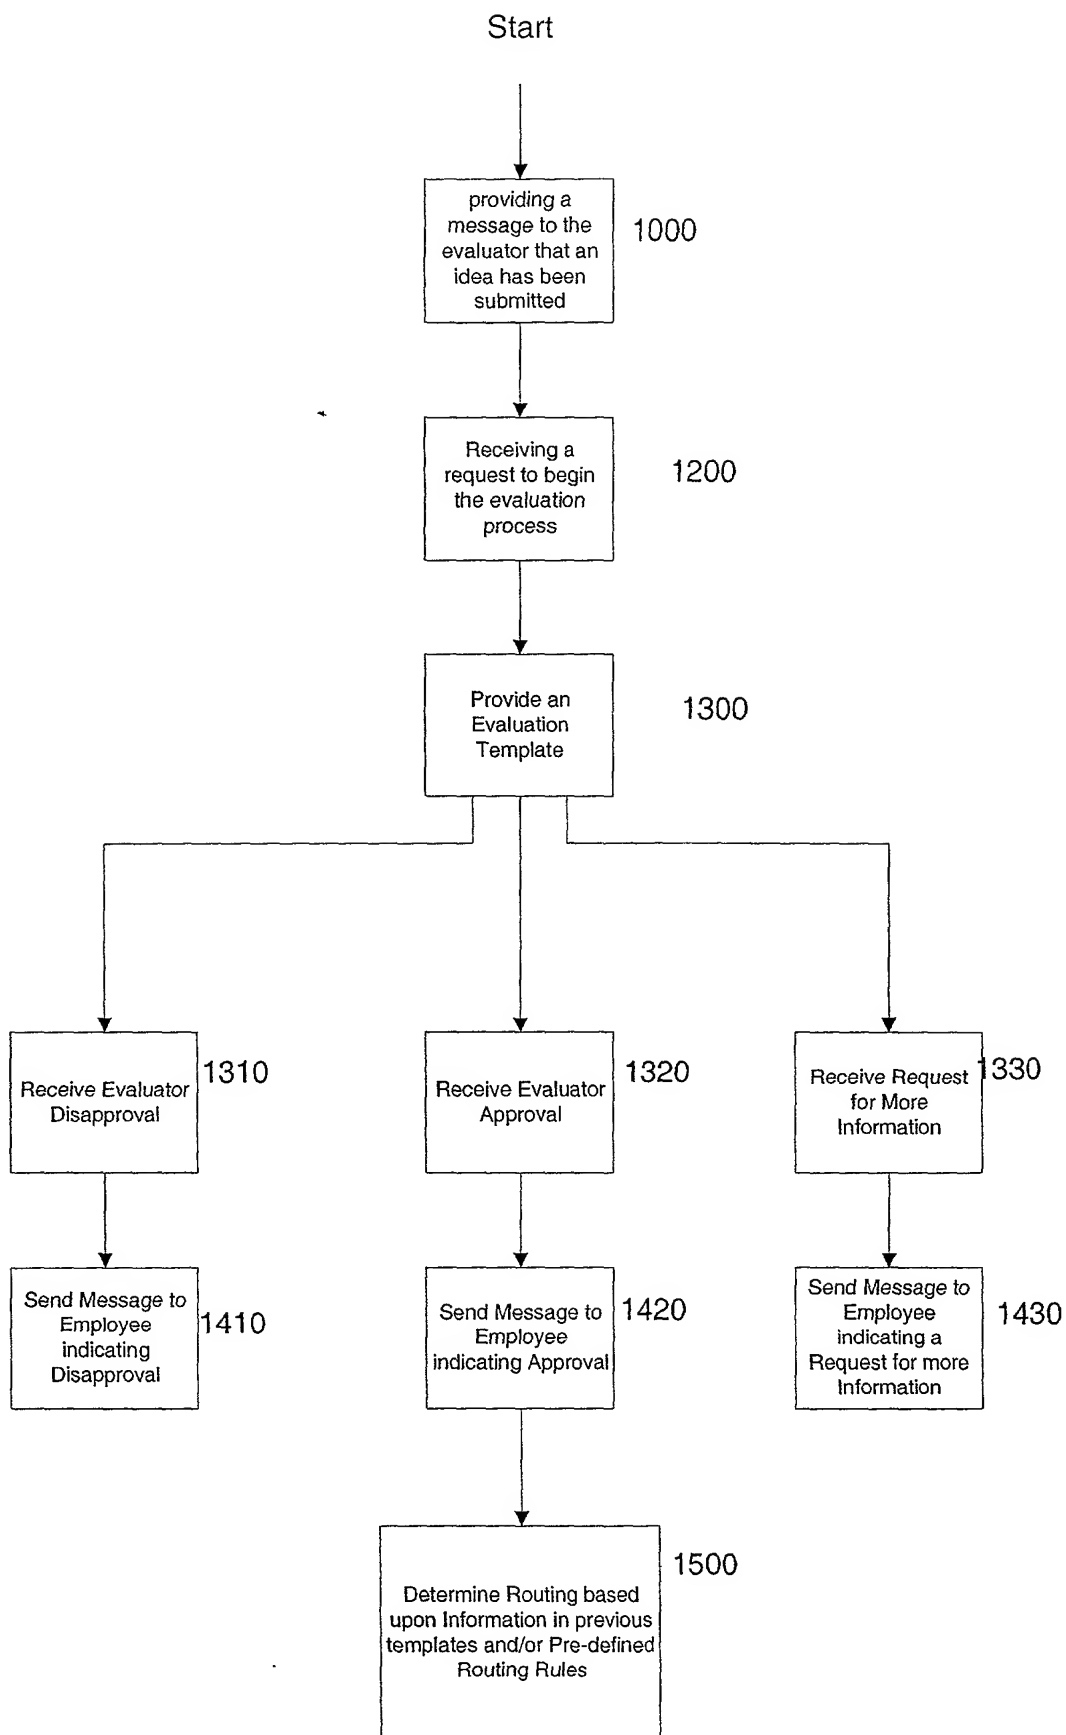 Start
providing a
message to the
evaluator that an
idea has been
submitted
1000
Receiving a
request to begin
the evaluation
process
1200
Provide an
Evaluation
Template
1300
Receive Evaluator
Disapproval
1310
Receive Evaluator
Approval
1320
Receive Request
for More
Information
1330
Send Message to
Employee
indicating
Disapproval
1410
Send Message to
Employee
indicating Approval
1420
Send Message to
Employee
indicating a
Request for more
Information
1430
Determine Routing based
upon Information in previous
templates and/or Pre-defined
Routing Rules
1500